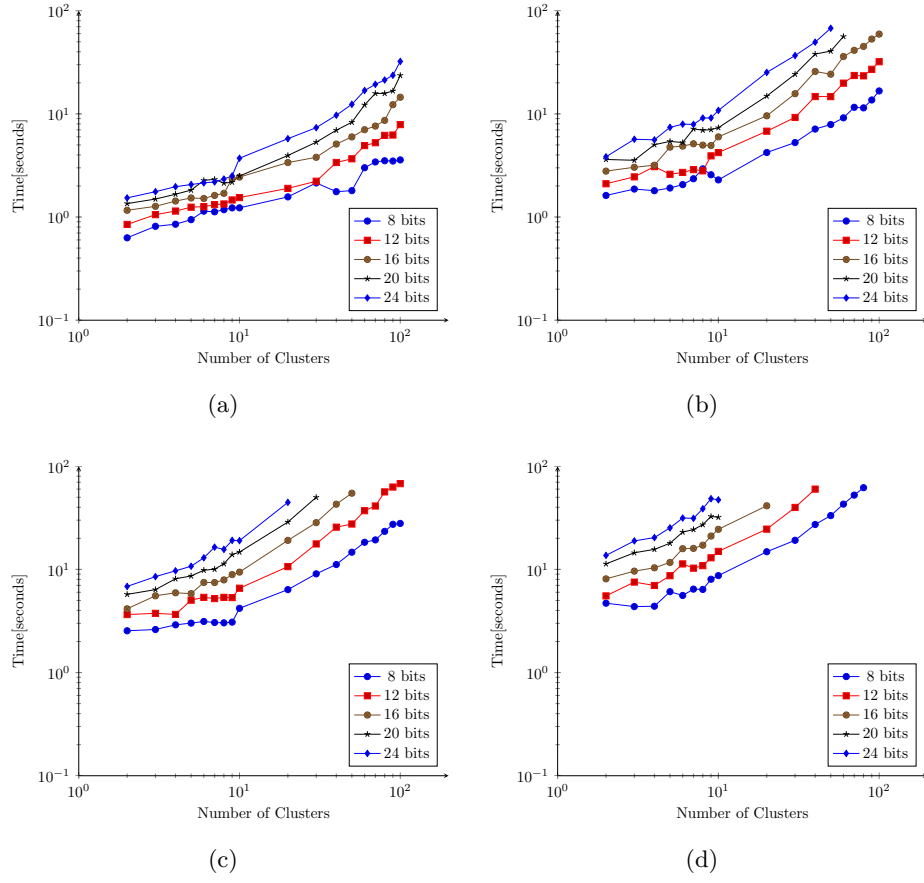 10^2
10^1
10^0
10^-1
Time[seconds]
10^0
10^1
10^2
Number of Clusters
8 bits
12 bits
16 bits
20 bits
24 bits
(a)
10^2
10^1
10^0
10^-1
Time[seconds]
10^0
10^1
10^2
Number of Clusters
8 bits
12 bits
16 bits
20 bits
24 bits
(b)
10^2
10^1
10^0
10^-1
Time[seconds]
10^0
10^1
10^2
Number of Clusters
8 bits
12 bits
16 bits
20 bits
24 bits
(c)
10^2
10^1
10^0
10^-1
Time[seconds]
10^0
10^1
10^2
Number of Clusters
8 bits
12 bits
16 bits
20 bits
24 bits
(d)